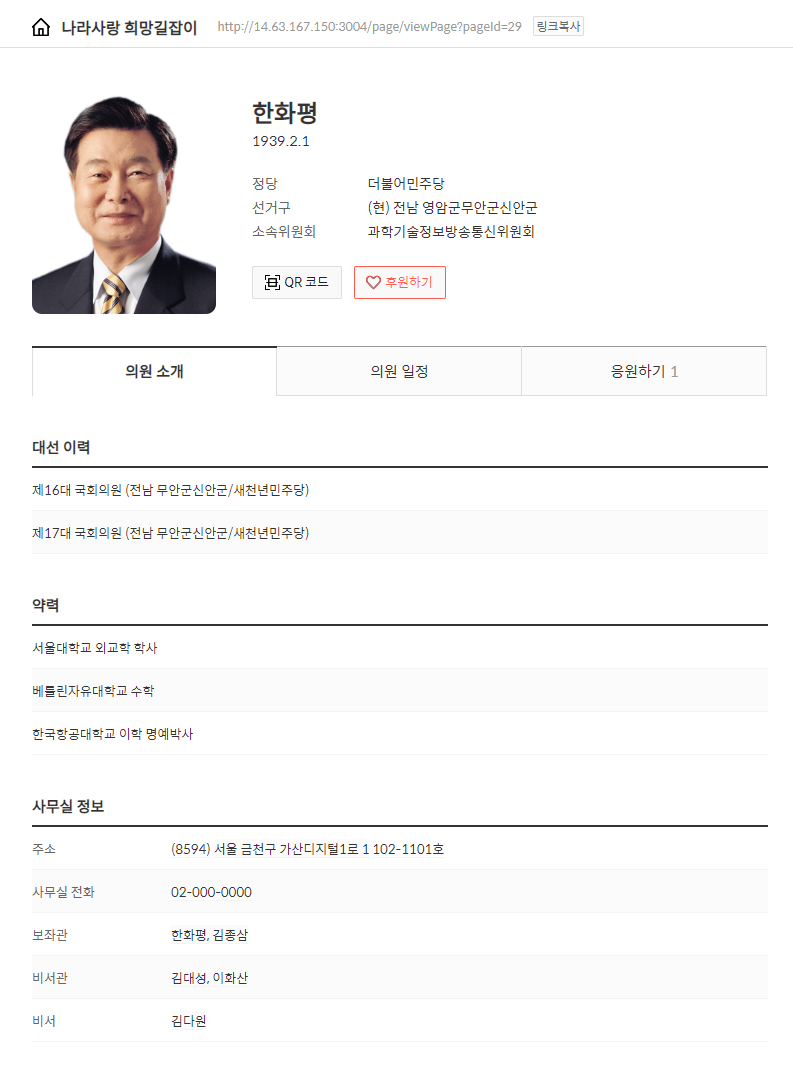 나라사랑 희망길잡이 http://14.63.167.150:3004/page/viewPage?pageId=29 링크복사
한화평
1939.2.1
정당 더불어민주당
선거구 (현) 전남 영암군무안군신안군
소속위원회 과학기술정보방송통신위원회
QR 코드 후원하기
의원 소개 의원 일정 응원하기 1
대선 이력
제16대 국회의원 (전남 무안군신안군/새천년민주당)
제17대 국회의원 (전남 무안군신안군/새천년민주당)
약력
서울대학교 외교학 학사
베를린자유대학교 수학
한국항공대학교 이학 명예박사
사무실 정보
주소 (8594) 서울 금천구 가산디지털1로 1 102-1101호
사무실 전화 02-000-0000
보좌관 한화평, 김종삼
비서관 김대성, 이화산
비서 김다원